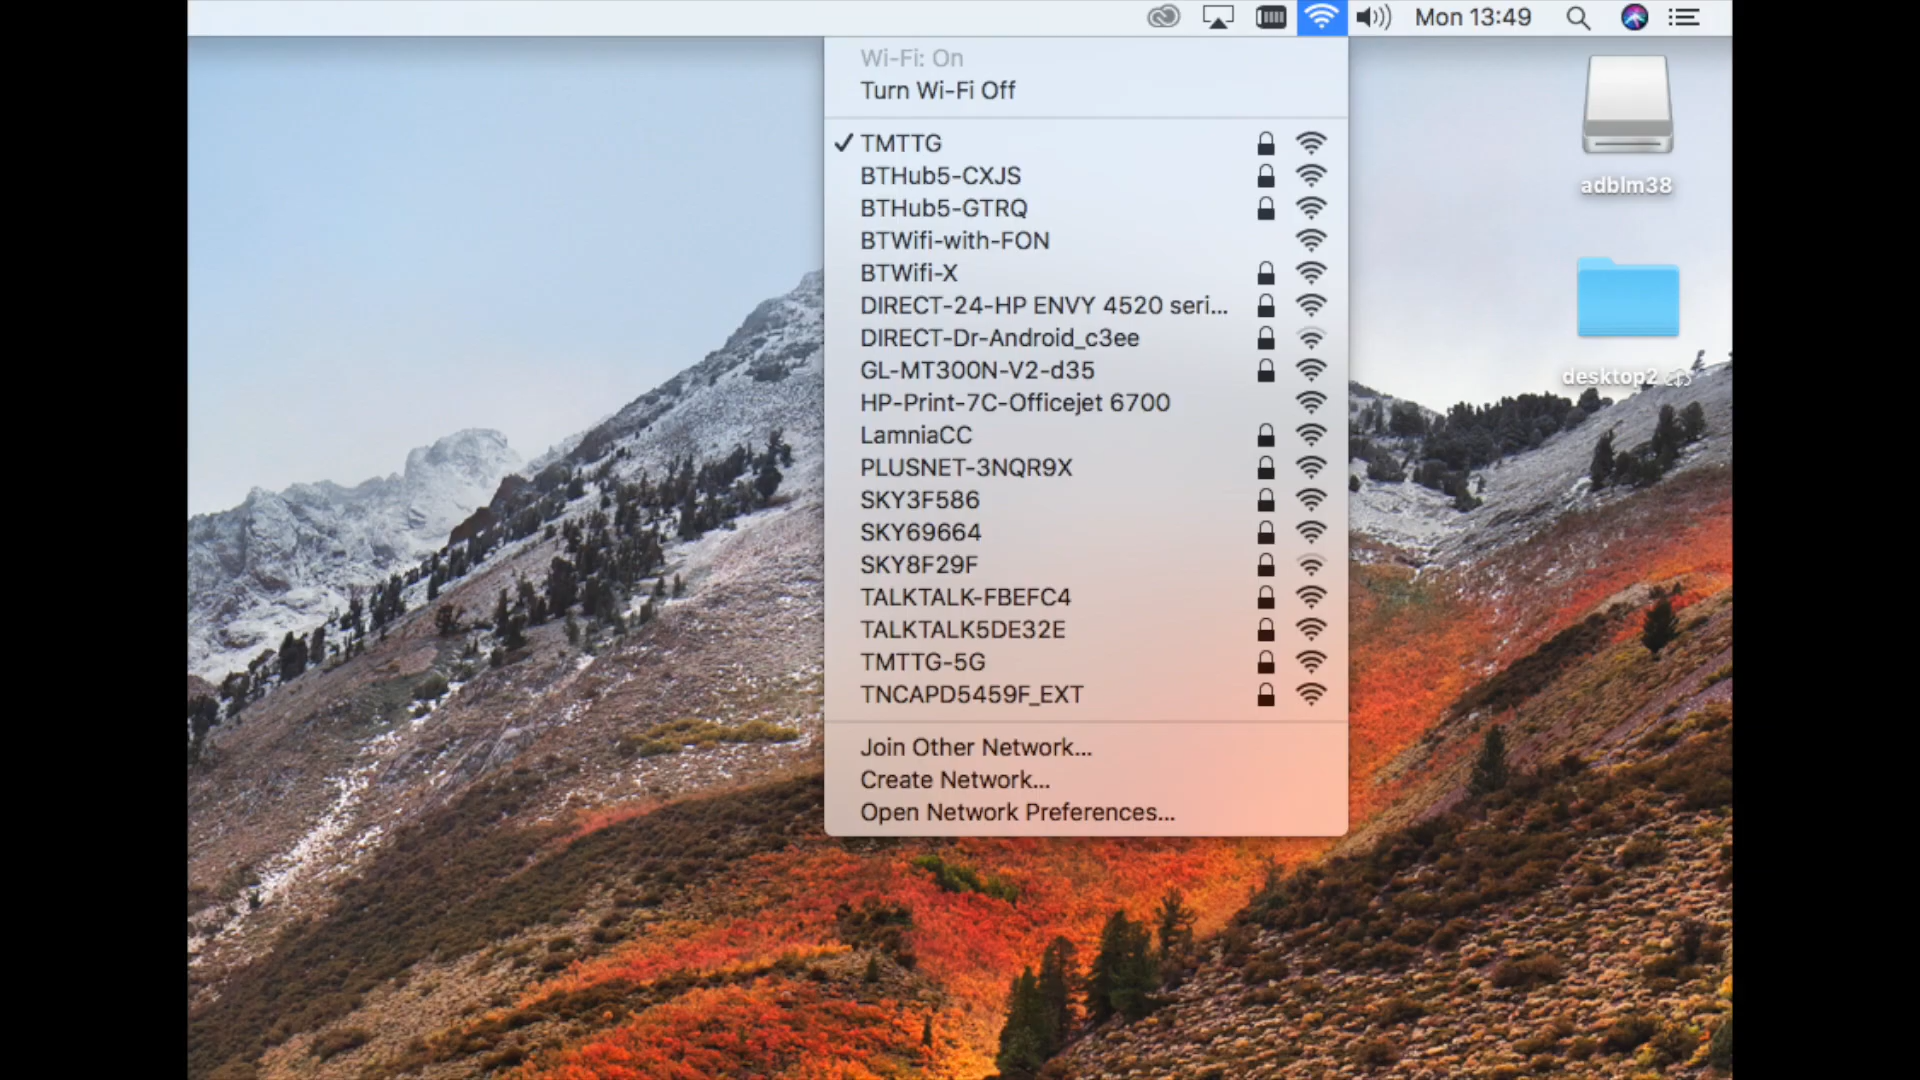 Mon 13:49
Wi-Fi: On
Turn Wi-Fi Off
TMTTG
BTHub5-CXJS
BTHub5-GTRQ
BTWifi-with-FON
BTWifi-X
DIRECT-24-HP ENVY 4520 seri...
DIRECT-Dr-Android_c3ee
GL-MT300N-V2-d35
HP-Print-7C-Officejet 6700
LamniaCC
PLUSNET-3NQR9X
SKY3F586
SKY69664
SKY8F29F
TALKTALK-FBEFC4
TALKTALK5DE32E
TMTTG-5G
TNCAPD5459F_EXT
Join Other Network...
Create Network...
Open Network Preferences...
adblm38
desktop2